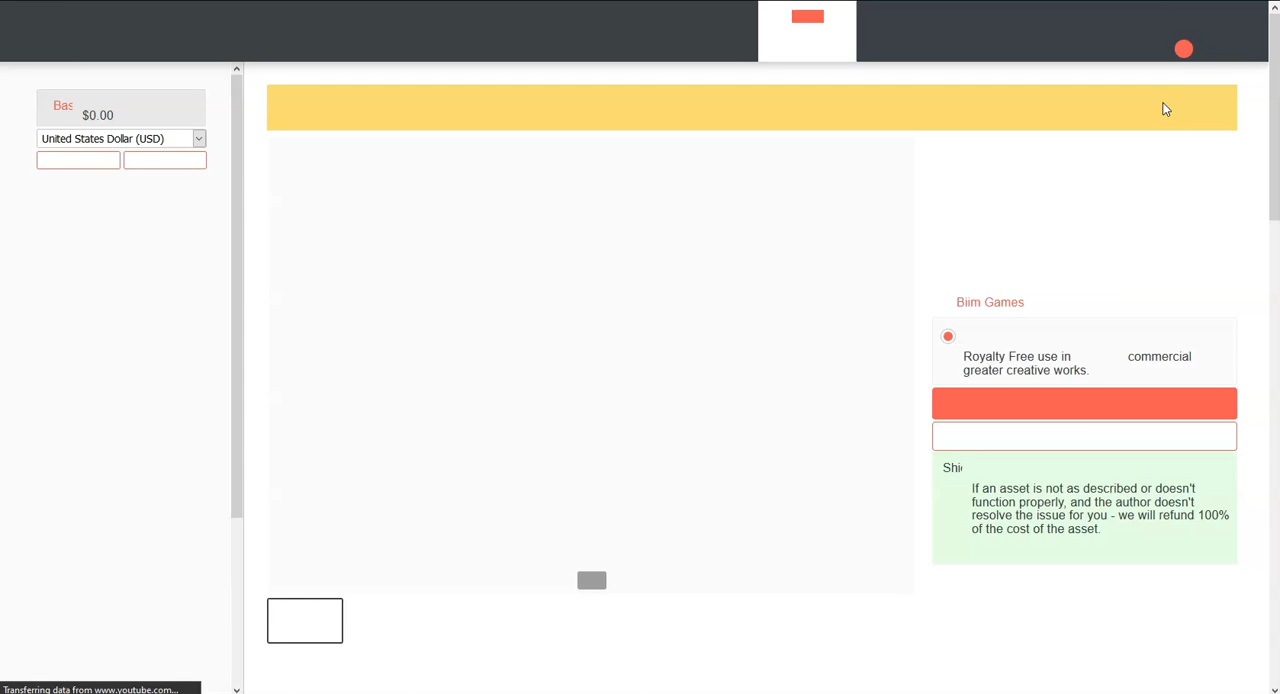 Bas
$0.00
United States Dollar (USD)
Biim Games
Royalty Free use in commercial
greater creative works.
Shi
If an asset is not as described or doesn't
function properly, and the author doesn't
resolve the issue for you - we will refund 100%
of the cost of the asset.
Transferring data from www.youtube.com...